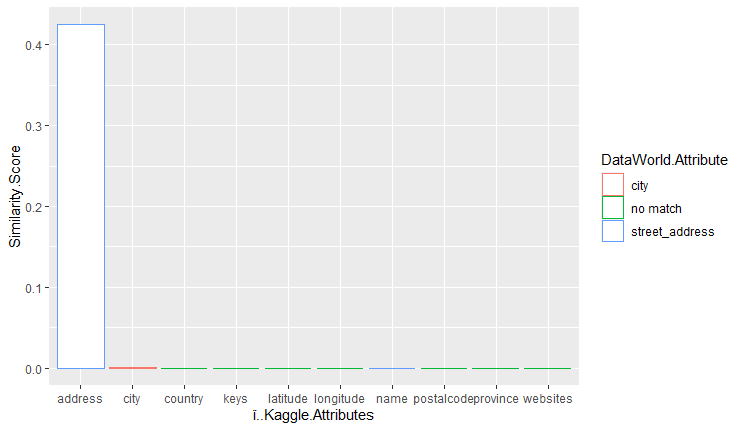 0.4
0.3
0.2
0.1
0.0
Similarity.Score
address city country keys latitude longitude name postalcode province websites
ï..Kaggle.Attributes
DataWorld.Attribute
city
no match
street_address